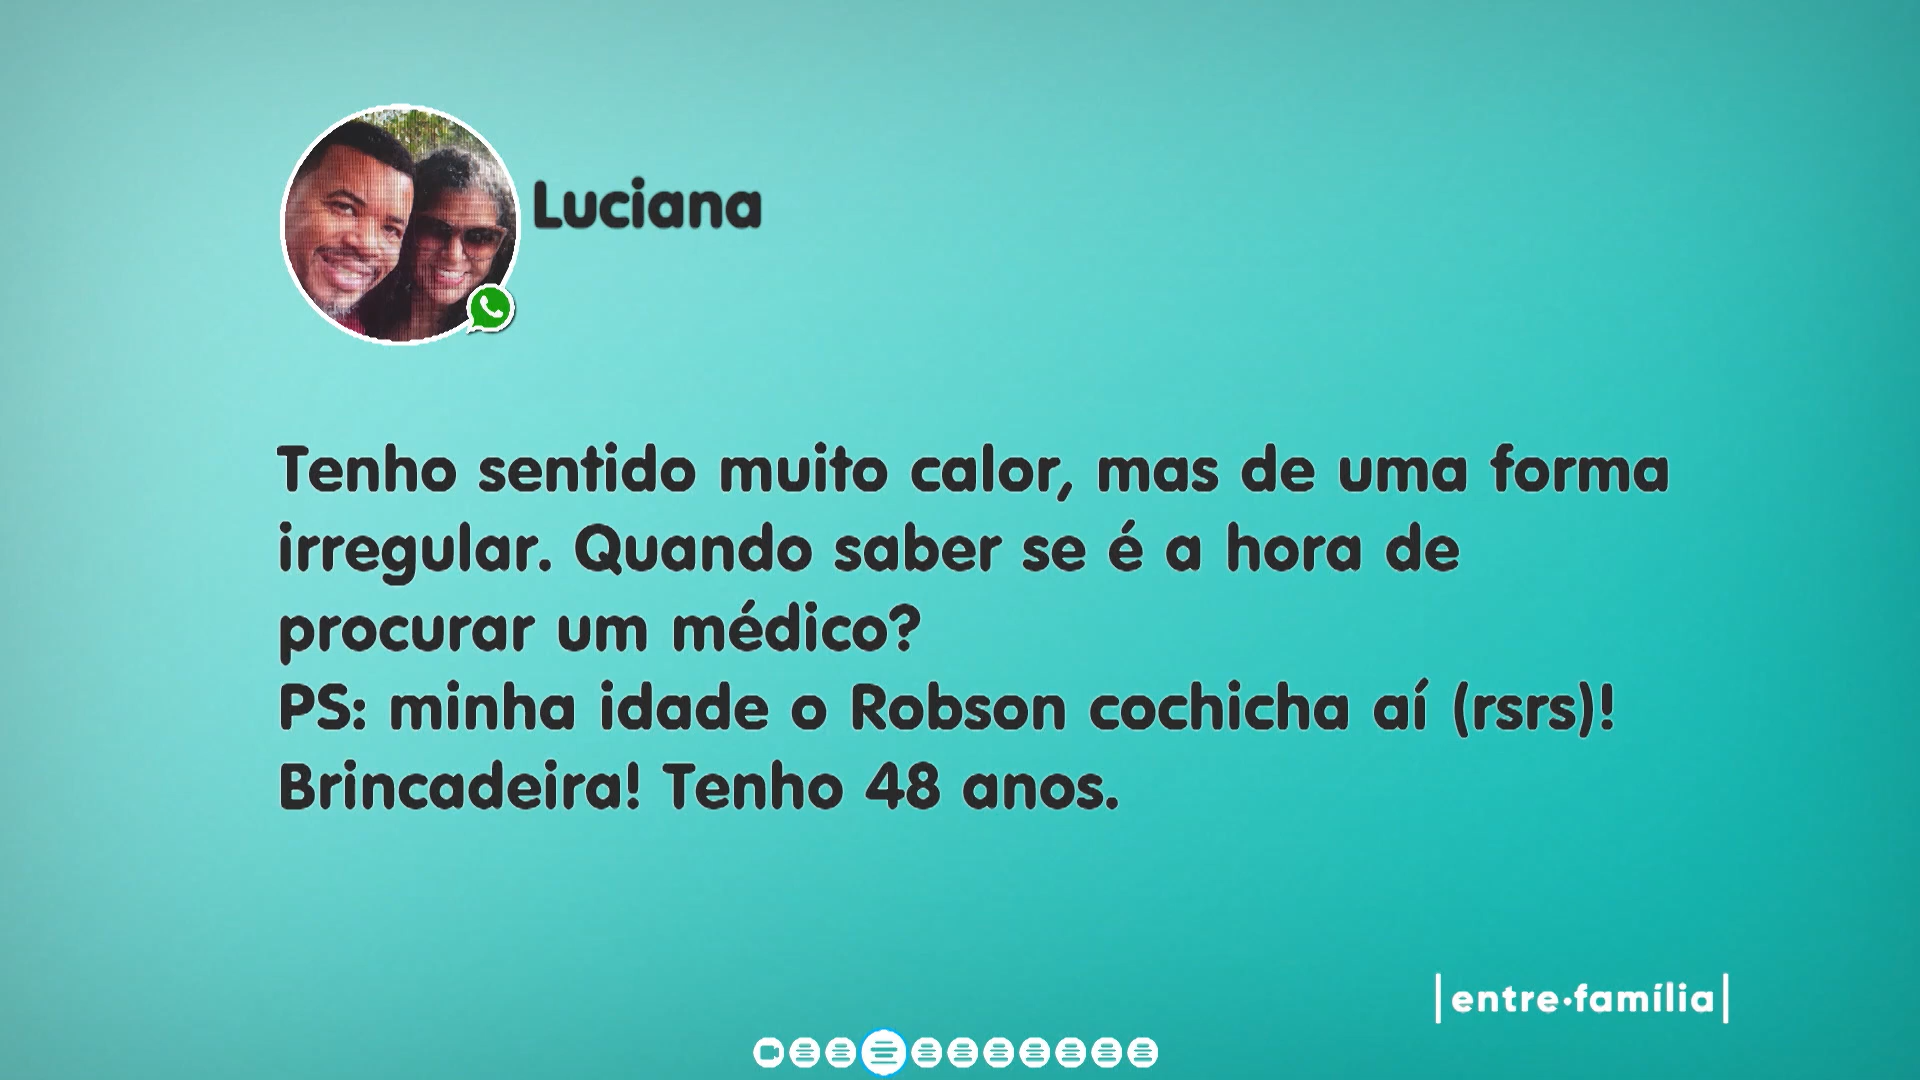 Luciana
Tenho sentido muito calor, mas de uma forma
irregular. Quando saber se é a hora de
procurar um médico?
PS: minha idade o Robson cochicha aí (rsrs)!
Brincadeira! Tenho 48 anos.
|entre•família|